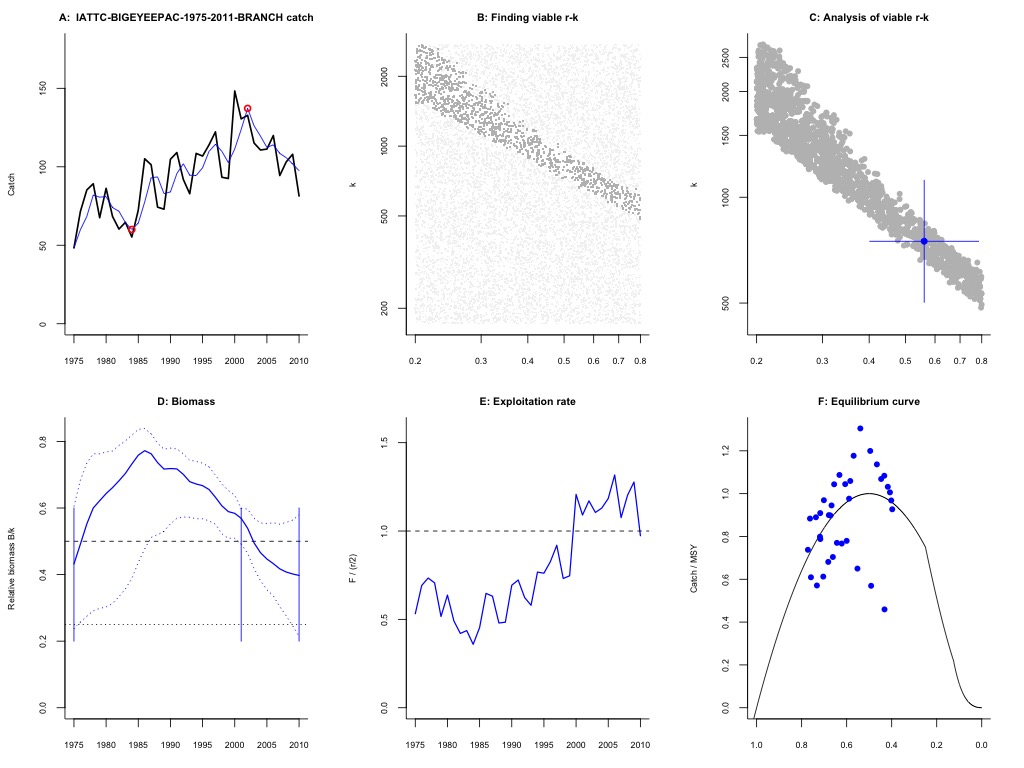 A: IATTC-BIGEYEEPAC-1975-2011-BRANCH catch
Catch
0 50 100 150
1975 1980 1985 1990 1995 2000 2005 2010
B: Finding viable r-k
k
200 500 1000 2000
0.2 0.3 0.4 0.5 0.6 0.7 0.8
C: Analysis of viable r-k
k
500 1000 1500 2000 2500
0.2 0.3 0.4 0.5 0.6 0.7 0.8
D: Biomass
Relative biomass B/k
0.0 0.2 0.4 0.6 0.8
1975 1980 1985 1990 1995 2000 2005 2010
E: Exploitation rate
F / (r/2)
0.0 0.5 1.0 1.5
1975 1980 1985 1990 1995 2000 2005 2010
F: Equilibrium curve
Catch / MSY
0.0 0.2 0.4 0.6 0.8 1.0 1.2
1.0 0.8 0.6 0.4 0.2 0.0